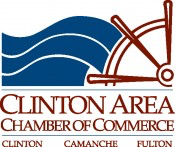 CLINTON AREA
CHAMBER OF COMMERCE
CLINTON CAMANCHE FULTON